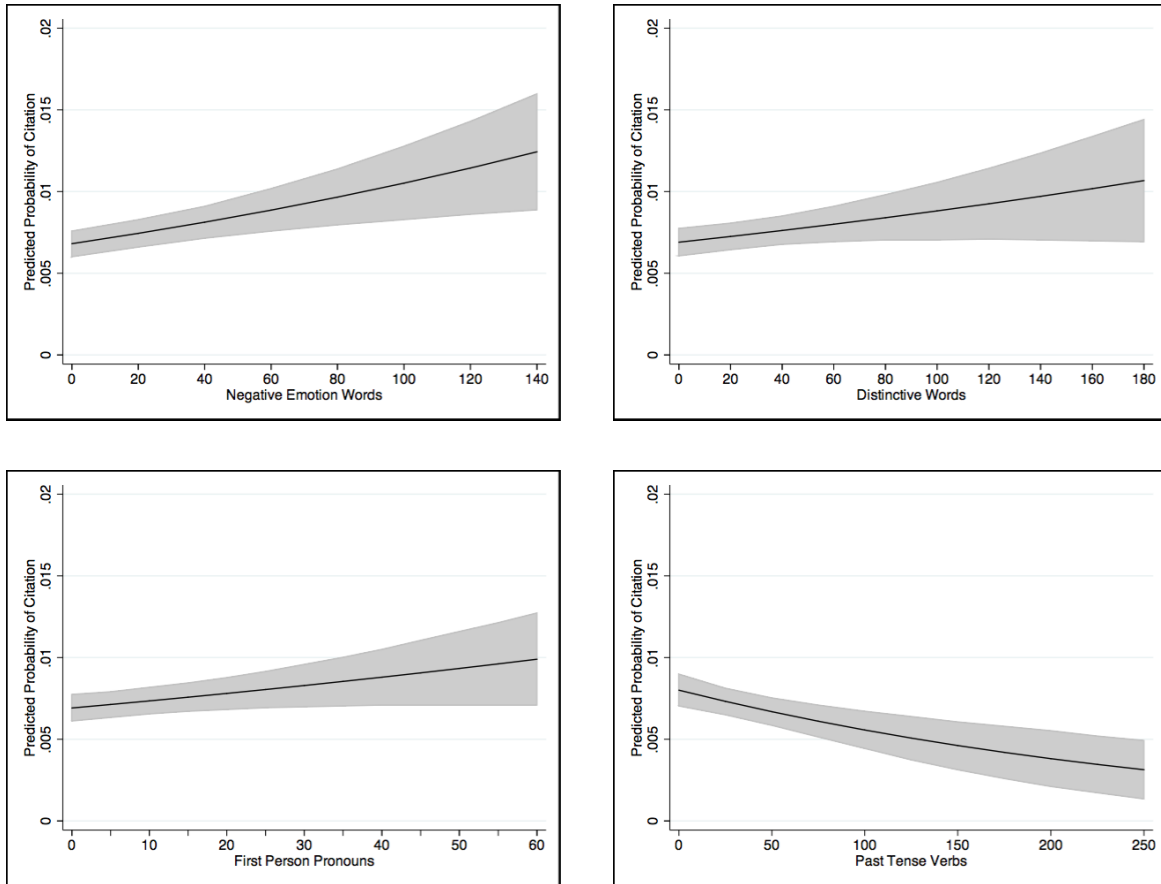 Predicted Probability of Citation
.02
.015
.01
.005
0
0 20 40 60 80 100 120 140
Negative Emotion Words
Predicted Probability of Citation
.02
.015
.01
.005
0
0 20 40 60 80 100 120 140 160 180
Distinctive Words
Predicted Probability of Citation
.02
.015
.01
.005
0
0 10 20 30 40 50 60
First Person Pronouns
Predicted Probability of Citation
.02
.015
.01
.005
0
0 50 100 150 200 250
Past Tense Verbs